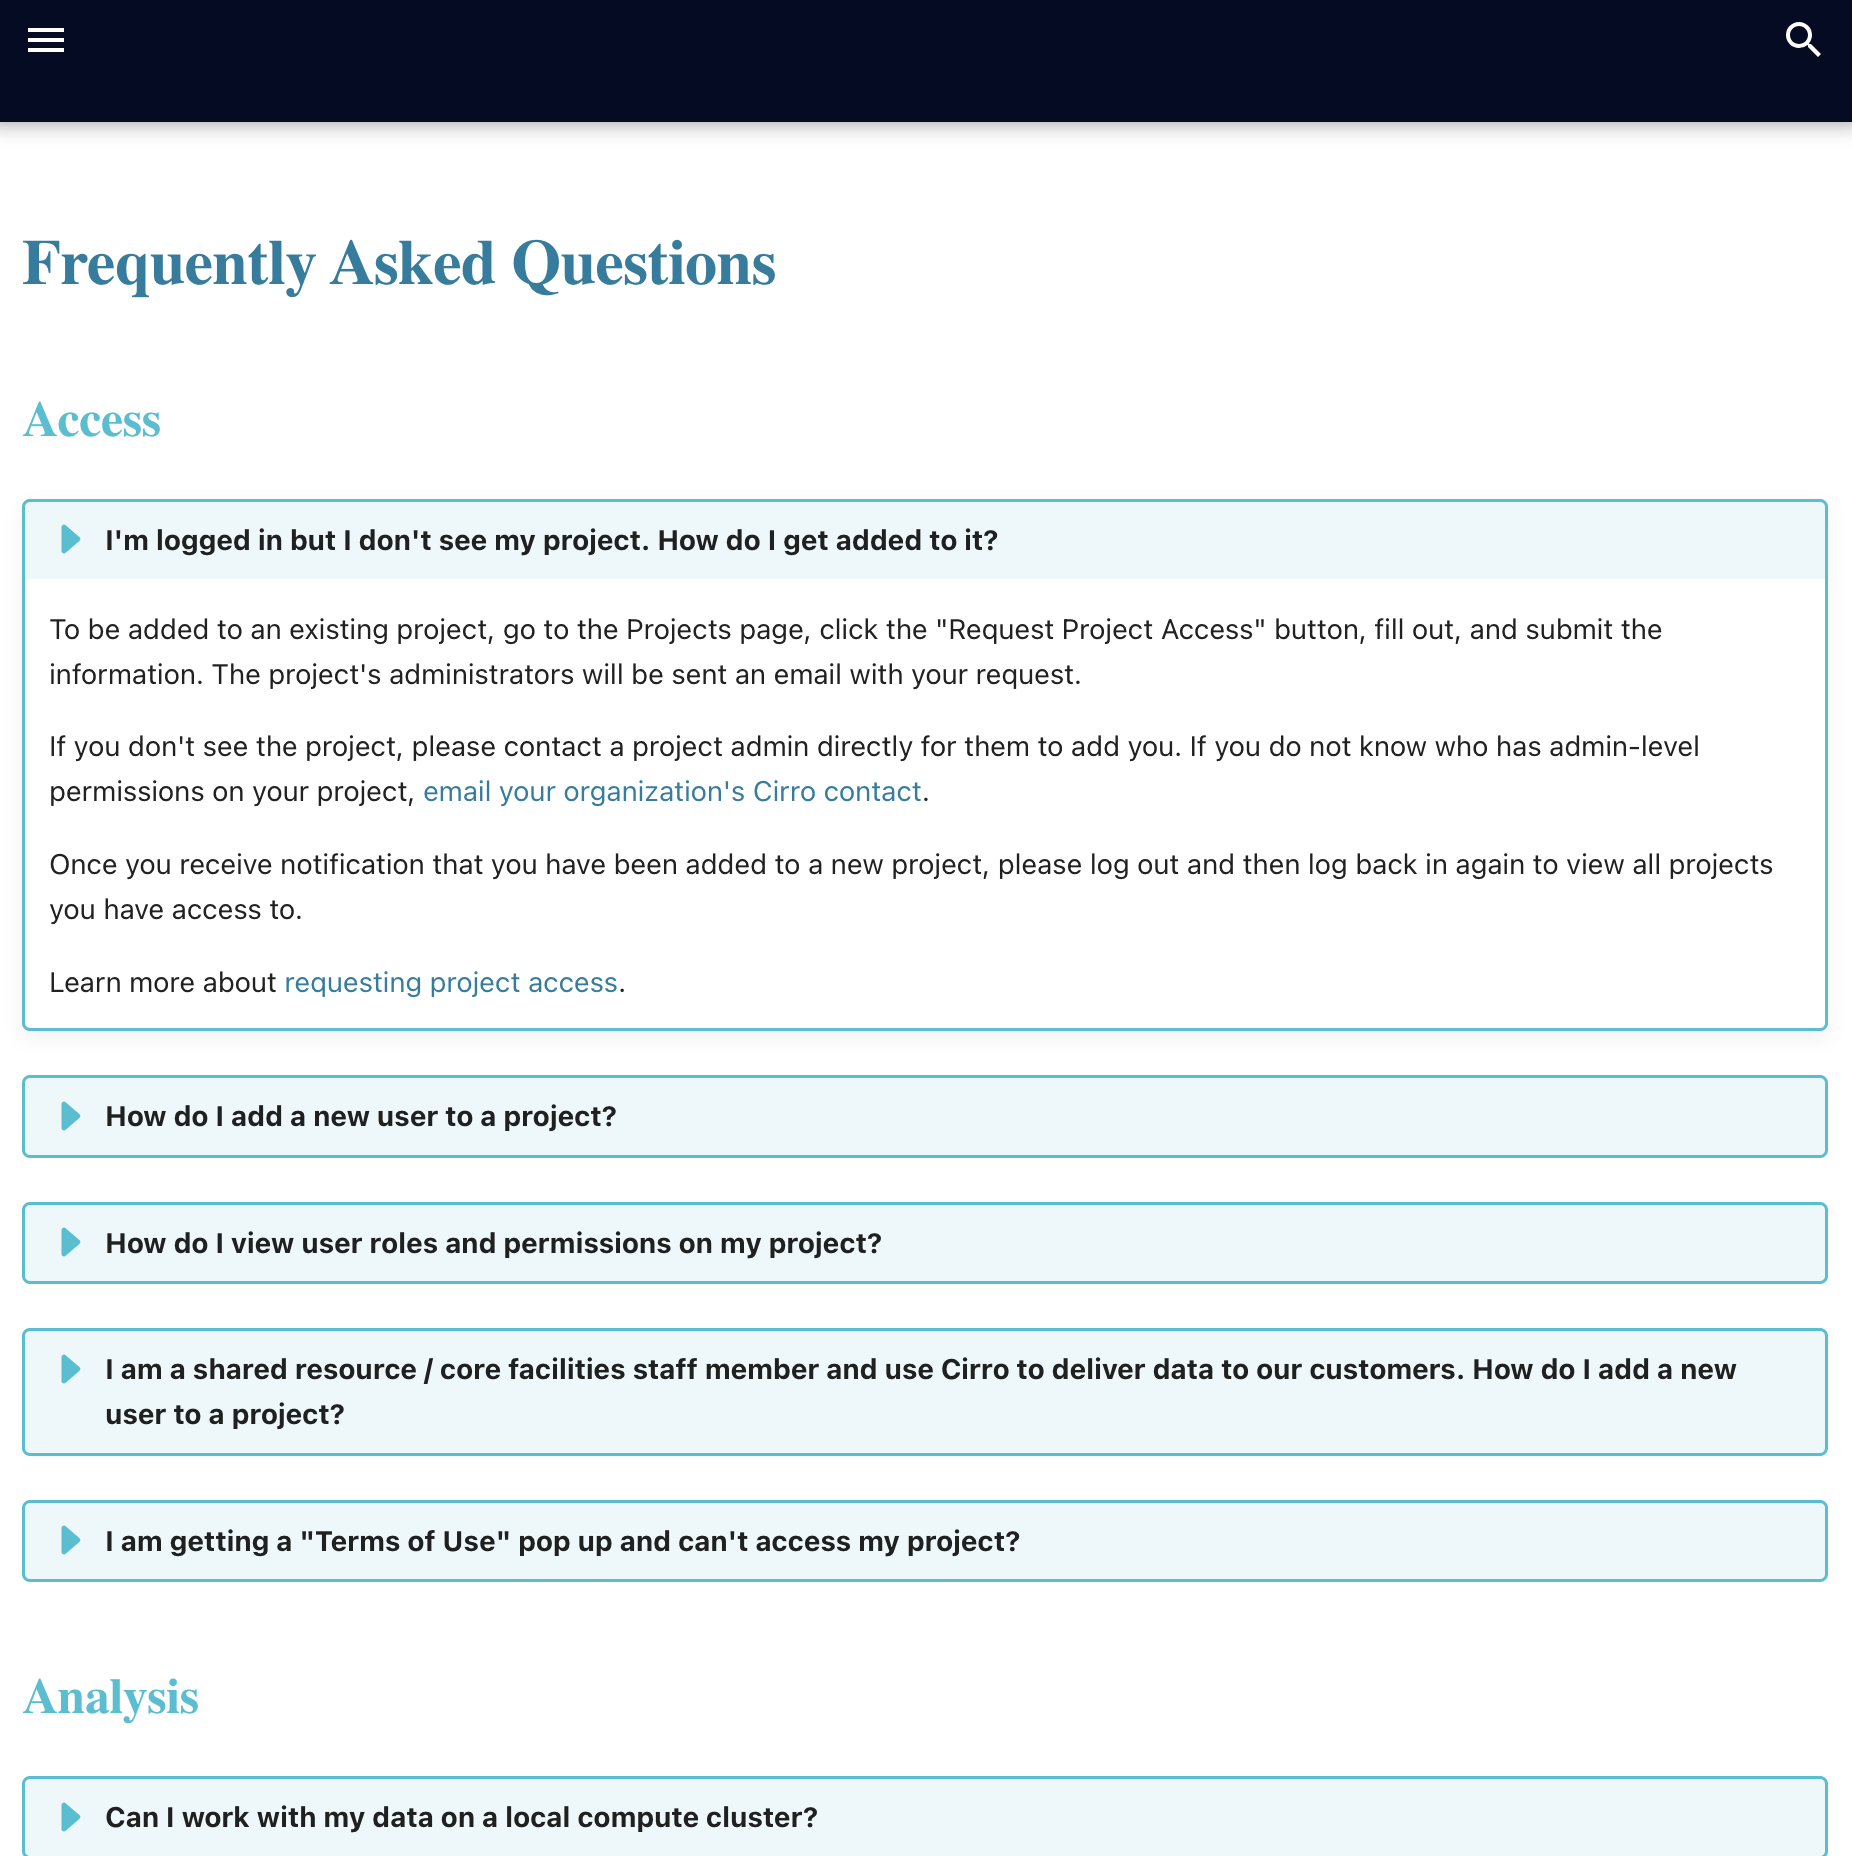 Frequently Asked Questions
Access
I'm logged in but I don't see my project. How do I get added to it?
To be added to an existing project, go to the Projects page, click the "Request Project Access" button, fill out, and submit the
information. The project's administrators will be sent an email with your request.
If you don't see the project, please contact a project admin directly for them to add you. If you do not know who has admin-level
permissions on your project, email your organization's Cirro contact.
Once you receive notification that you have been added to a new project, please log out and then log back in again to view all projects
you have access to.
Learn more about requesting project access.
How do I add a new user to a project?
How do I view user roles and permissions on my project?
I am a shared resource / core facilities staff member and use Cirro to deliver data to our customers. How do I add a new
user to a project?
I am getting a "Terms of Use" pop up and can't access my project?
Analysis
Can I work with my data on a local compute cluster?